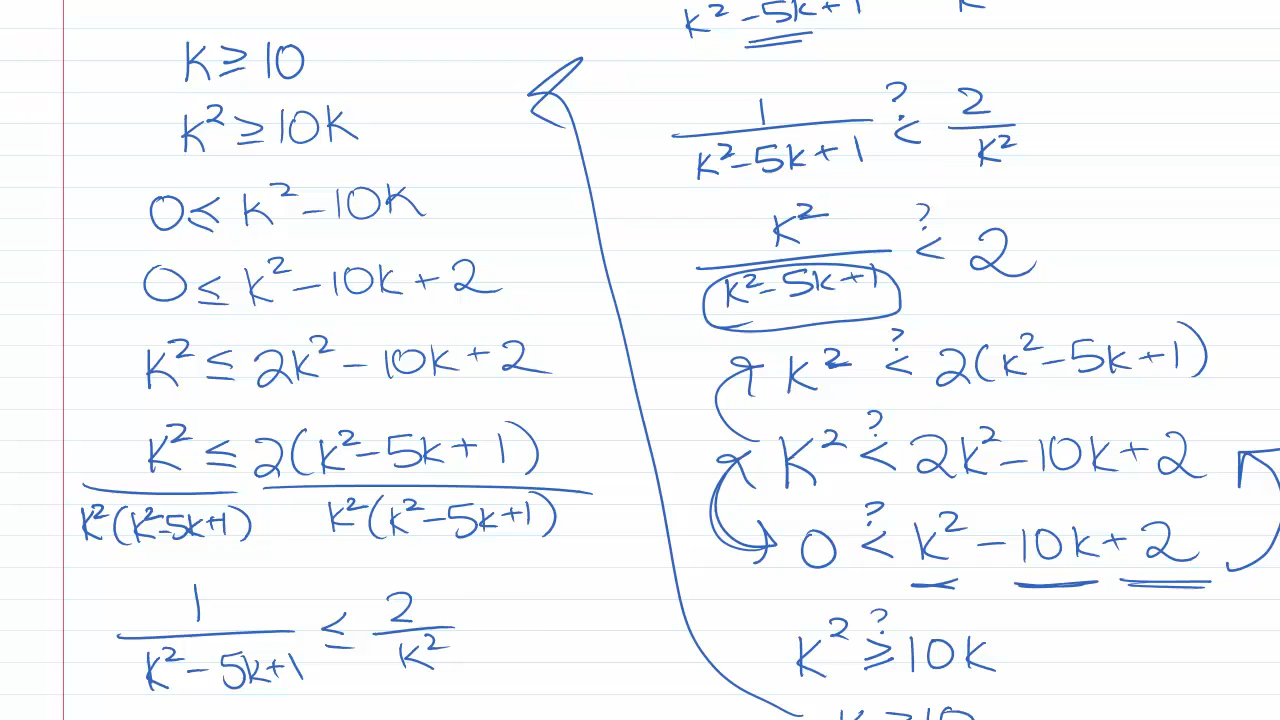 K ≥ 10
K² ≥ 10K
0 ≤ K² - 10K
0 ≤ K² - 10K + 2
K² ≤ 2K² - 10K + 2
K² ≤ 2(K² - 5K + 1)
K²(K² - 5K + 1) K²(K² - 5K + 1)
1/(K² - 5K + 1) ≤ 2/K²
K² - 5K + 1 K
1/(K² - 5K + 1) <? 2/K²
K²/(K² - 5K + 1) <? 2
K² <? 2(K² - 5K + 1)
K² <? 2K² - 10K + 2
0 <? K² - 10K + 2
K² ≥? 10K
K ≥ 10